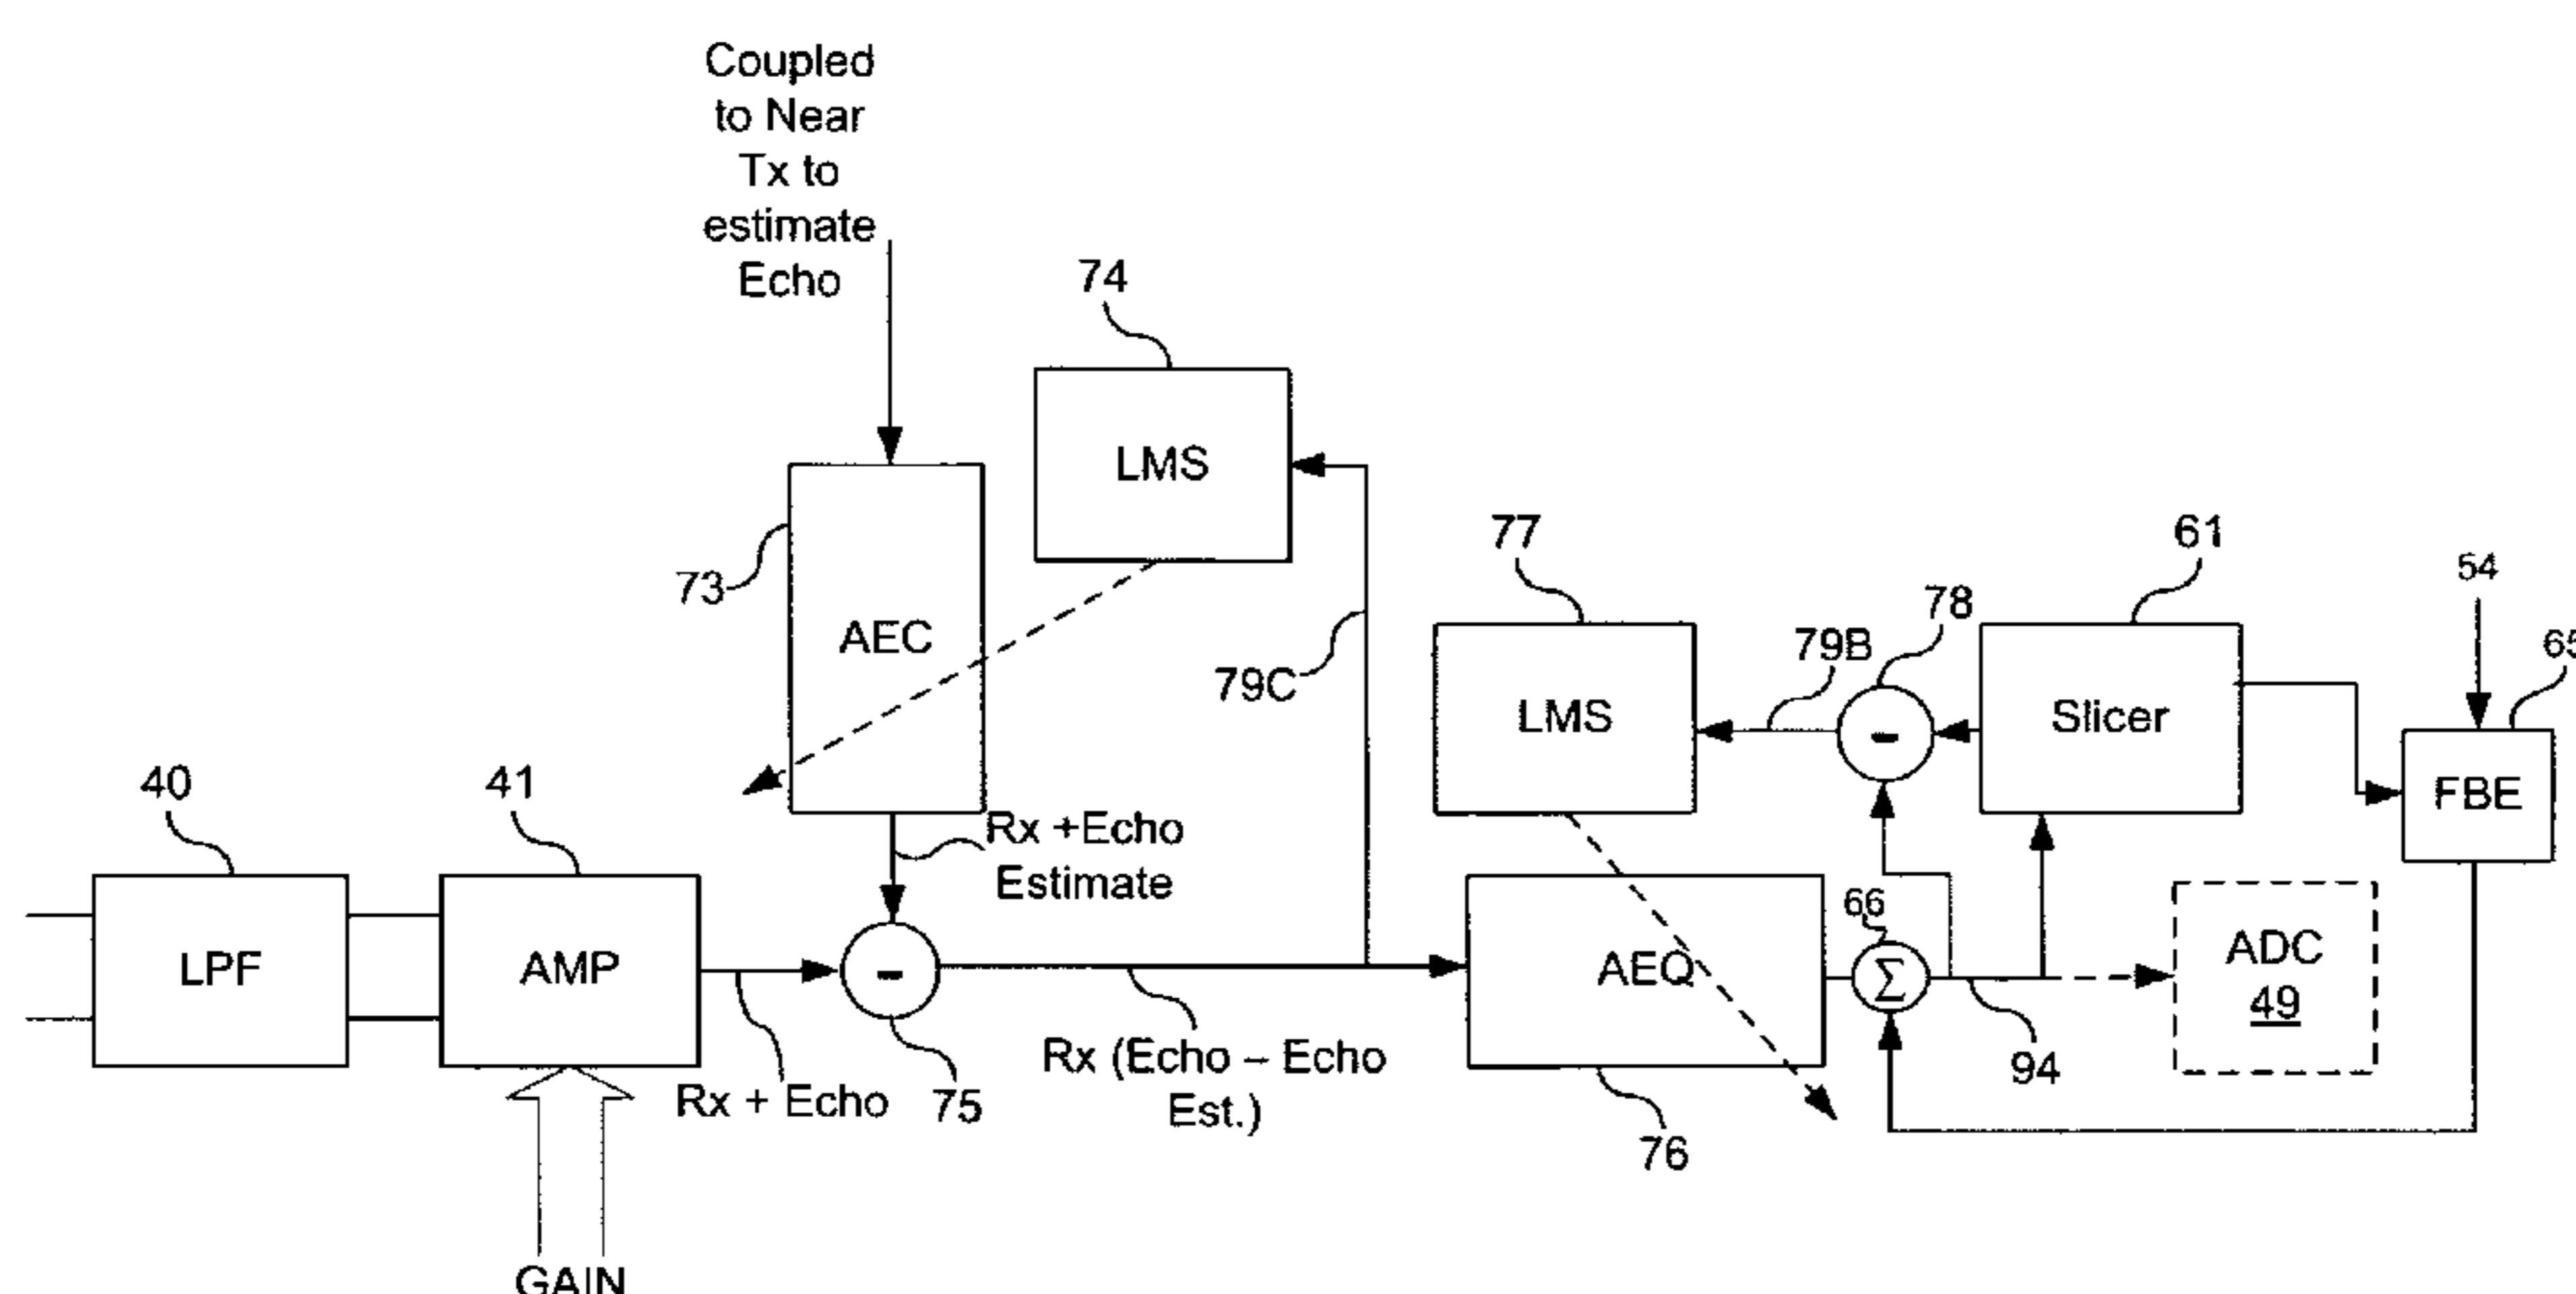 Coupled
to Near
Tx to
estimate
Echo
74
LMS
73
AEC
79C
77
LMS
79B
78
61
Slicer
54
65
FBE
40
LPF
41
AMP
Rx +Echo
Estimate
Rx + Echo
-
75
Rx (Echo – Echo
Est.)
AEQ
76
66
Σ
-
94
ADC
49
GAIN